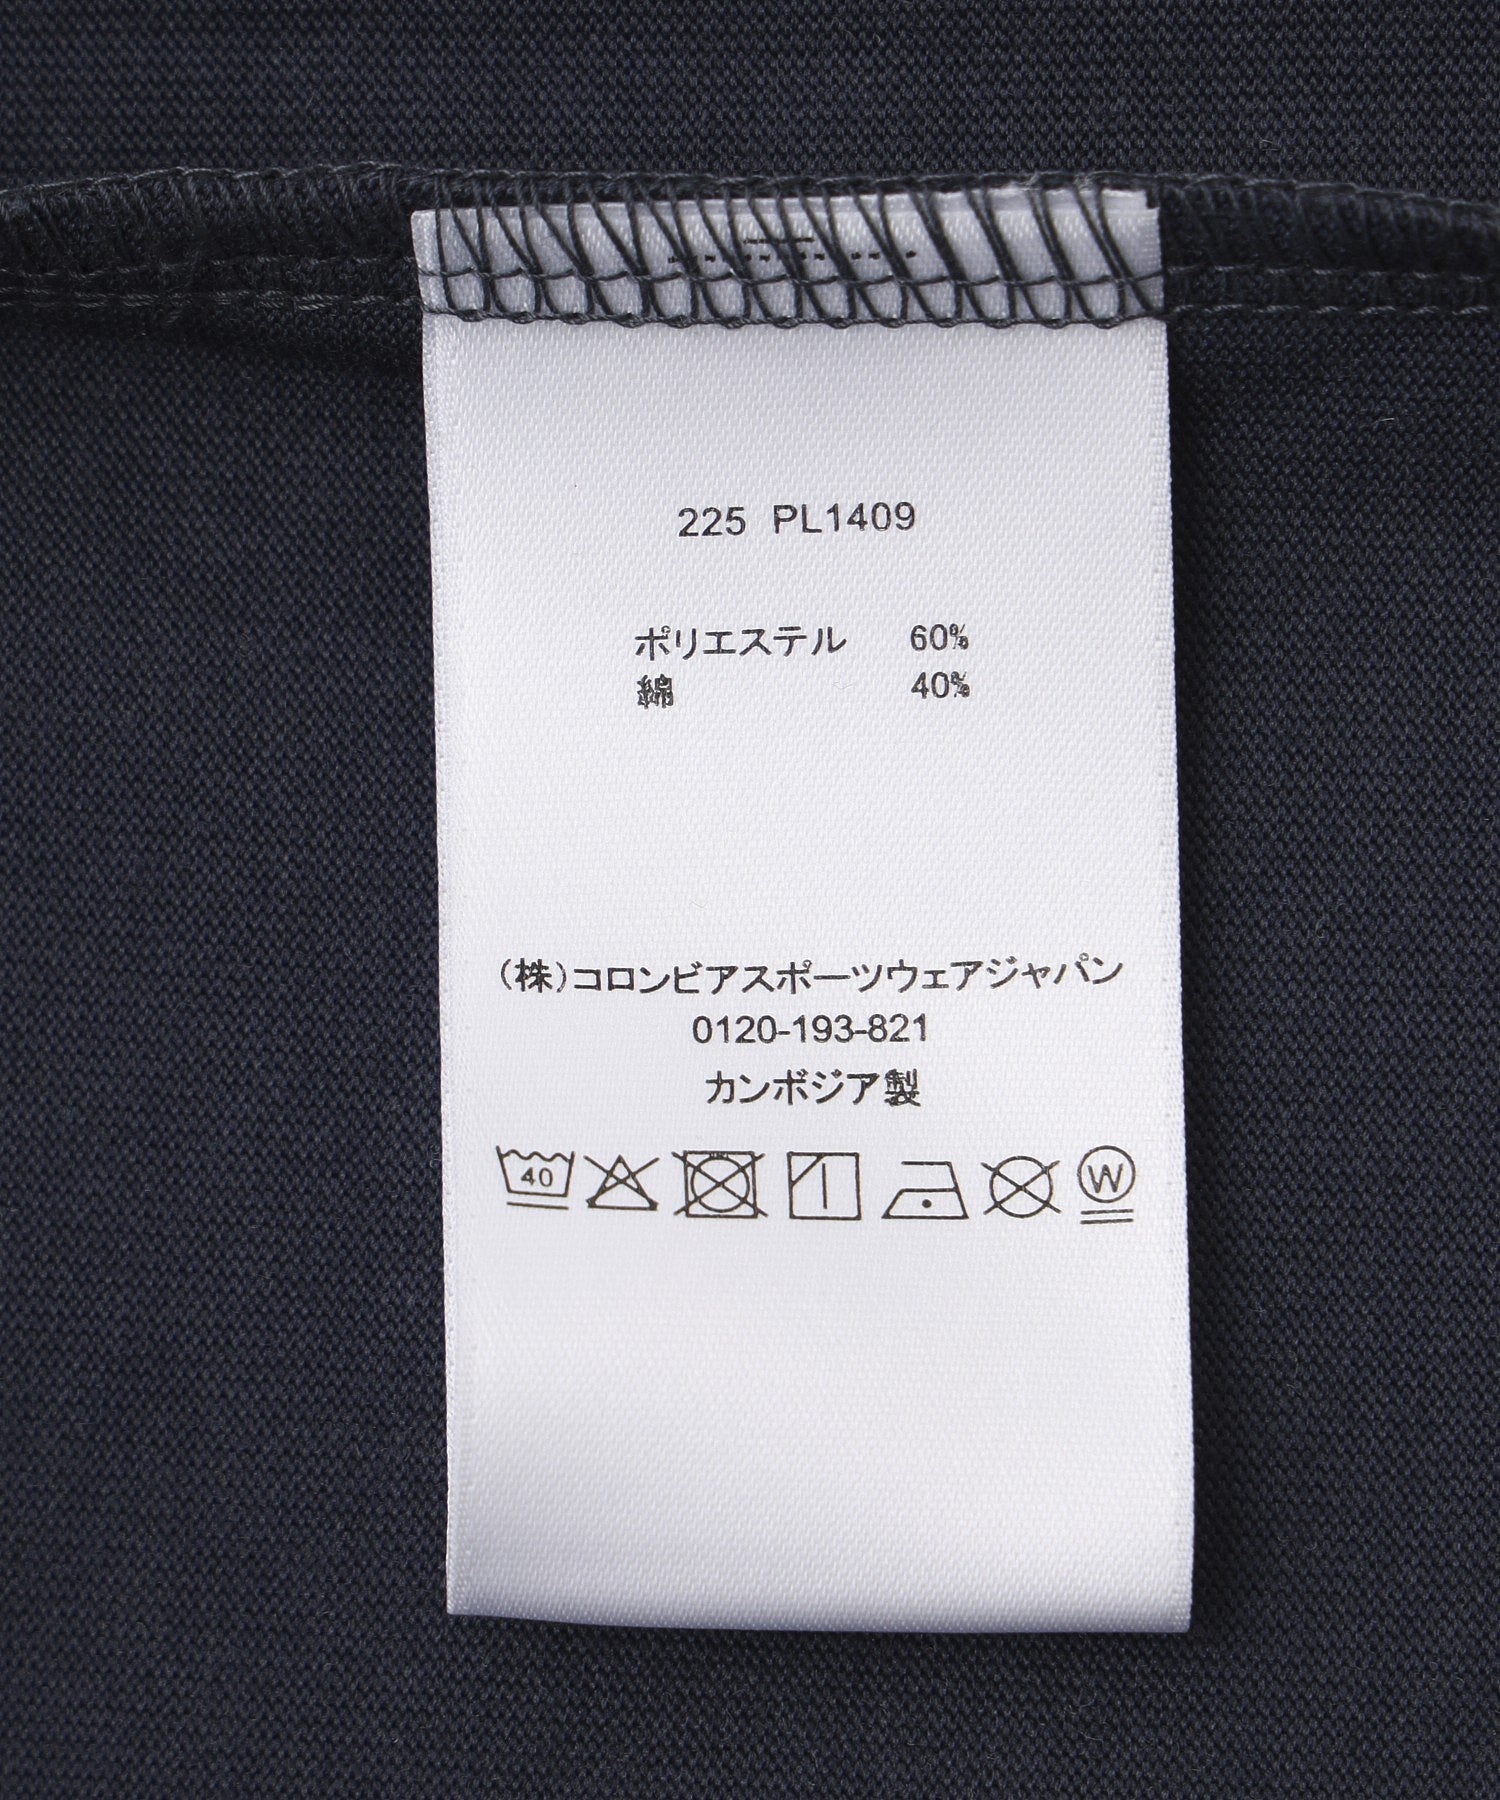 225 PL1409
ポリエステル 60%
綿 40%
(株)コロンビアスポーツウェアジャパン
0120-193-821
カンボジア製
40 W